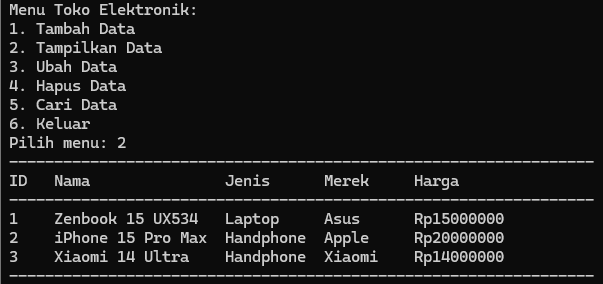 Menu Toko Elektronik:
1. Tambah Data
2. Tampilkan Data
3. Ubah Data
4. Hapus Data
5. Cari Data
6. Keluar
Pilih menu: 2
-----------------------------------------------------------------
ID   Nama               Jenis      Merek     Harga
-----------------------------------------------------------------
1    Zenbook 15 UX534   Laptop     Asus      Rp15000000
2    iPhone 15 Pro Max  Handphone  Apple     Rp20000000
3    Xiaomi 14 Ultra    Handphone  Xiaomi    Rp14000000
-----------------------------------------------------------------